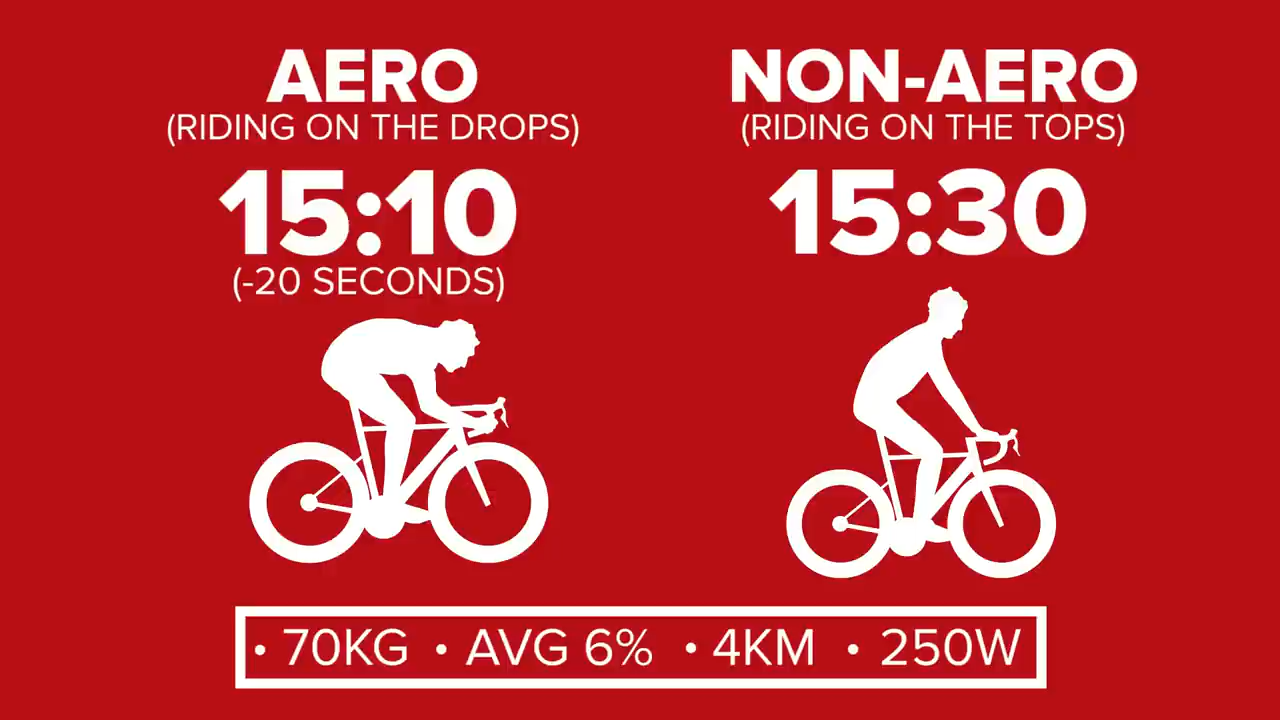 AERO
(RIDING ON THE DROPS)
15:10
(-20 SECONDS)
NON-AERO
(RIDING ON THE TOPS)
15:30
• 70KG • AVG 6% • 4KM • 250W